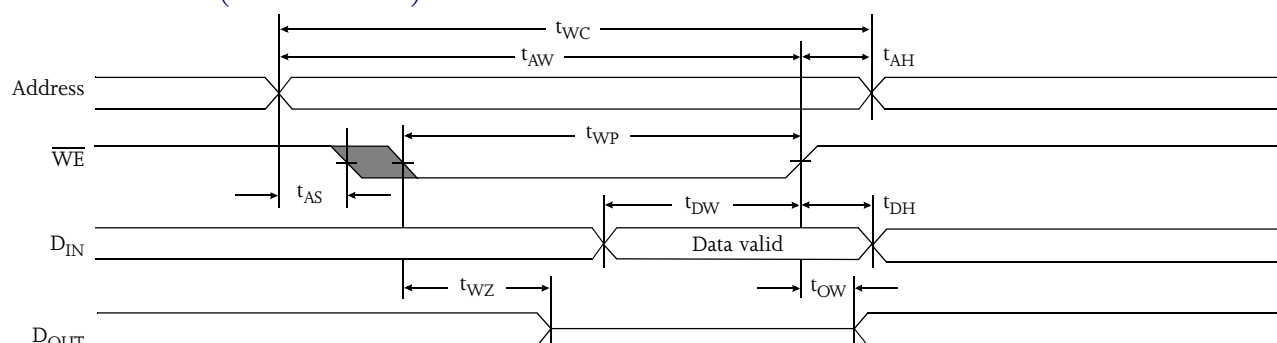 tWC
tAW
tAH
Address
tWP
WE
tAS
tDW
tDH
DIN
Data valid
tWZ
tOW
DOUT